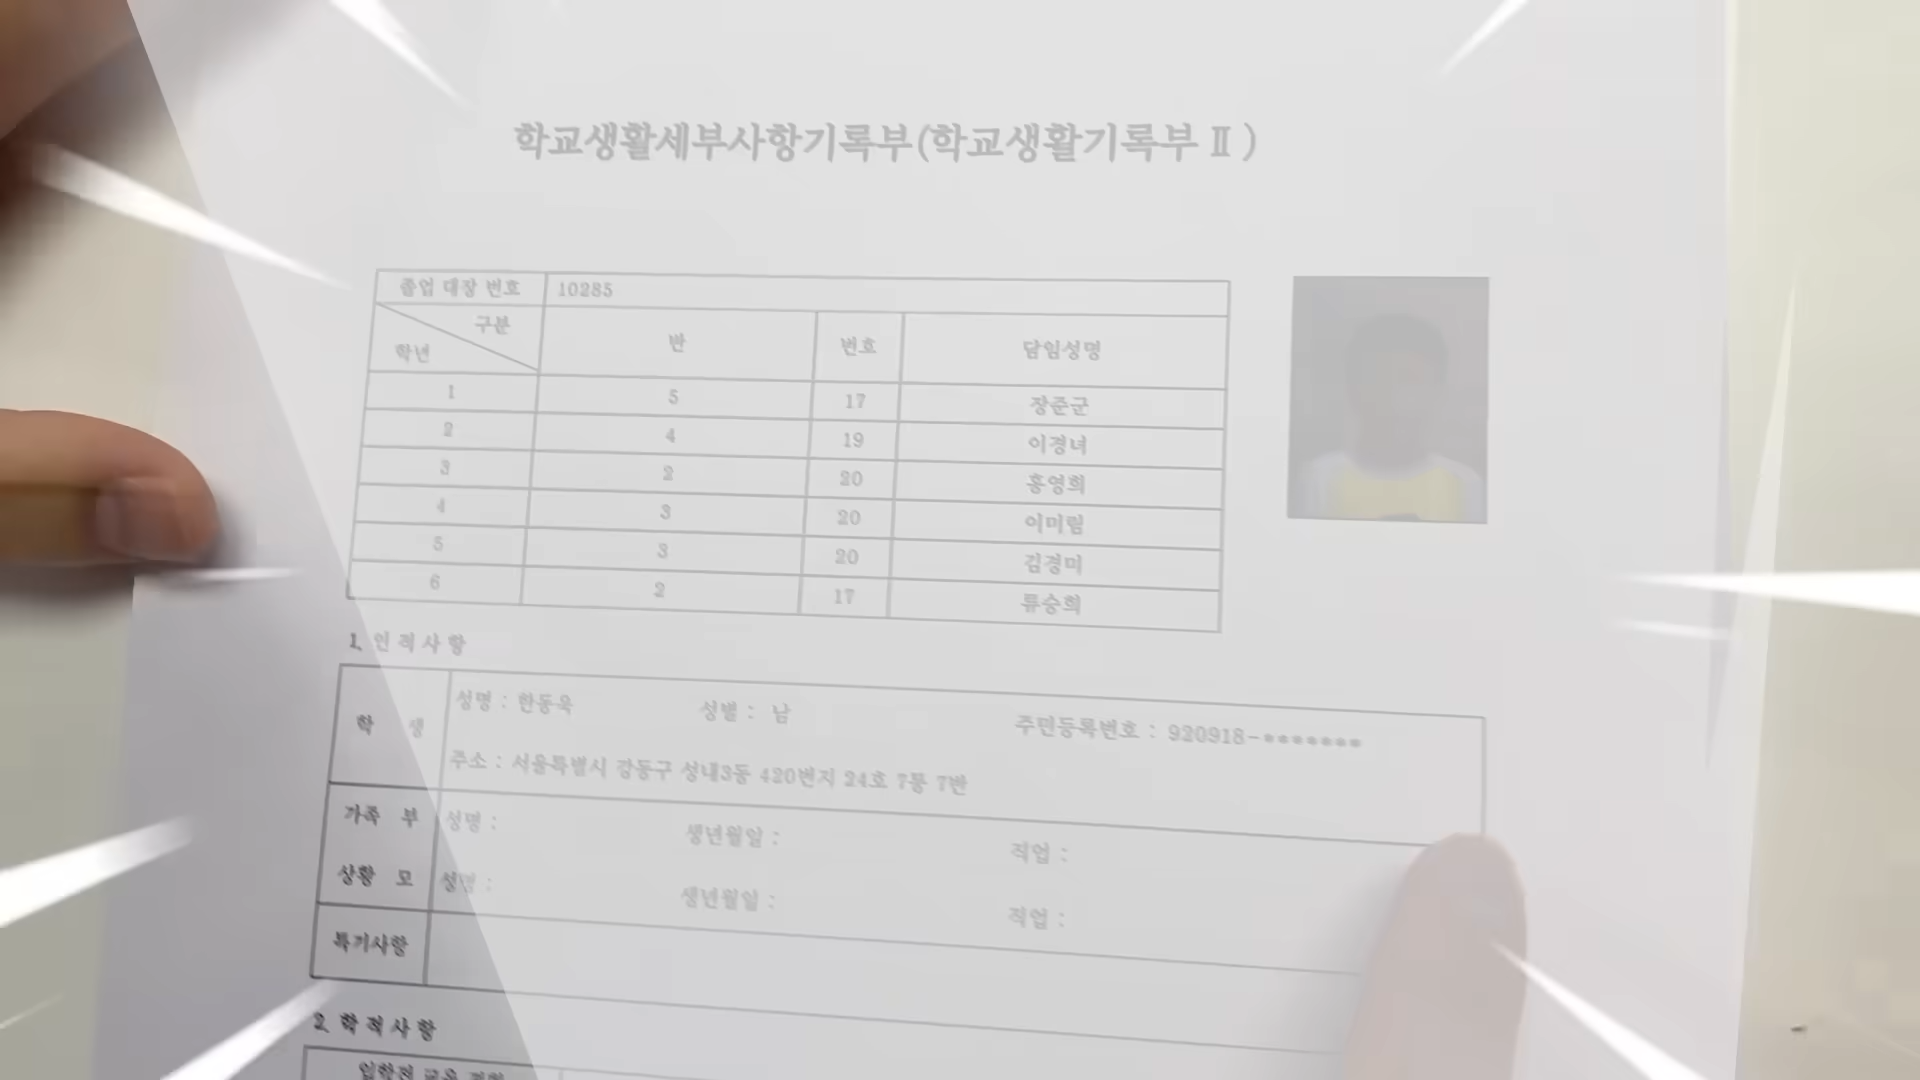 학교생활세부사항기록부(학교생활기록부Ⅱ)
졸업 대장 번호 10285
구분
학년
반 번호 담임성명
1 5 17 장준군
2 4 19 이경녀
3 2 20 홍영희
4 3 20 이미림
5 3 20 김경미
6 2 17 류승희
1. 인적사항
학 생
성명 : 한동욱 성별 : 남 주민등록번호 : 920918-*******
주소 : 서울특별시 강동구 성내3동 420번지 24호 7통 7반
가족 부 성명 : 생년월일 : 직업 :
상황 모 성명 : 생년월일 : 직업 :
특기사항
2. 학적사항
입학전 교육